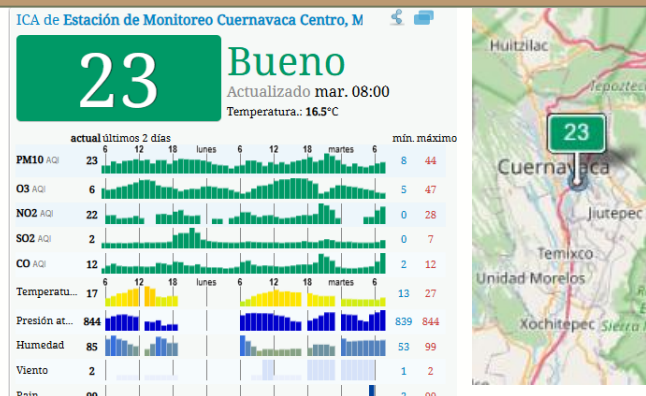 ICA de Estación de Monitoreo Cuernavaca Centro, M
23
Bueno
Actualizado mar. 08:00
Temperatura.: 16.5°C
actual últimos 2 días mín. máximo
6 12 18 lunes 6 12 18 martes 6
PM10 AQI 23 8 44
O3 AQI 6 5 47
NO2 AQI 22 0 28
SO2 AQI 2 0 7
CO AQI 12 2 12
6 12 18 lunes 6 12 18 martes 6
Temperatu... 17 13 27
Presión at... 844 839 844
Humedad 85 53 99
Viento 2 1 2
Huitzilac
Tepoztec
23
Cuernavaca
Jiutepec
Temixco
Unidad Morelos
Xochitepec Sierra